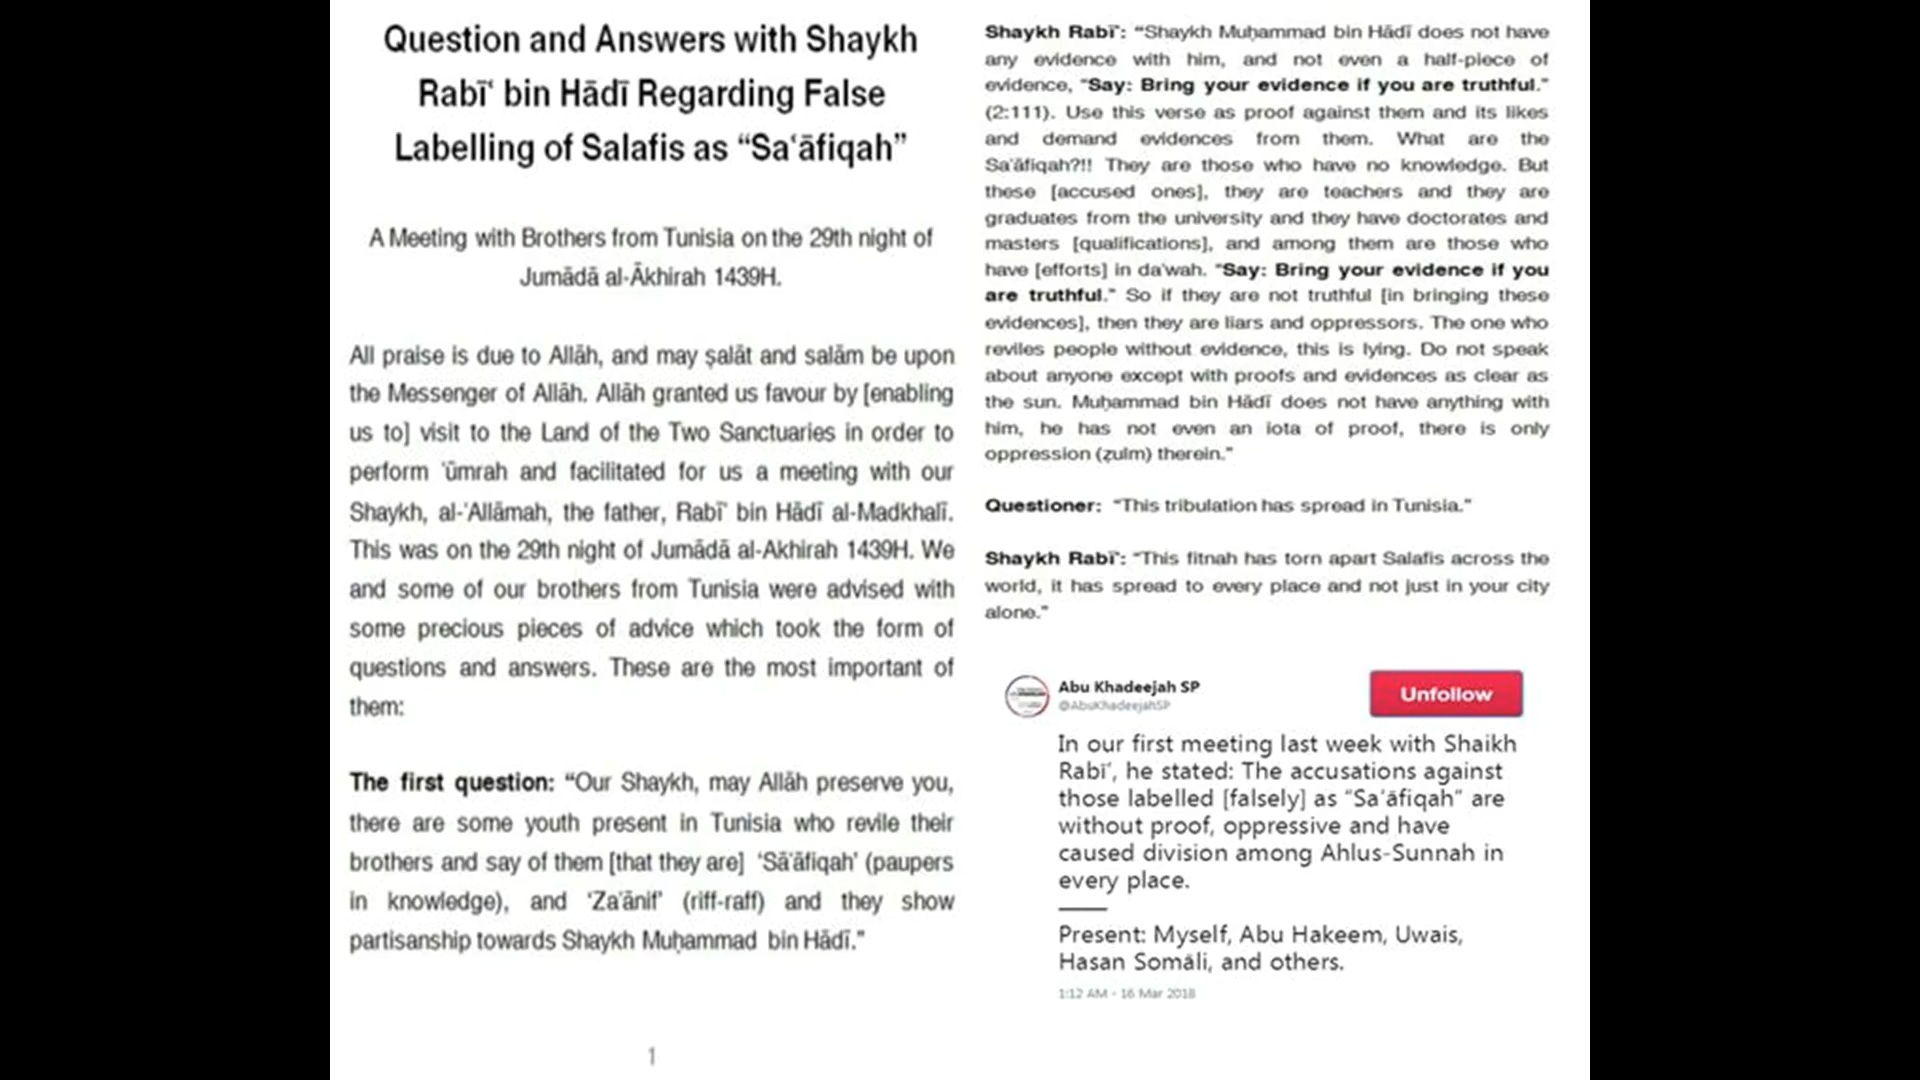 Question and Answers with Shaykh
Rabīʿ bin Hādī Regarding False
Labelling of Salafis as “Saʿāfiqah”
A Meeting with Brothers from Tunisia on the 29th night of
Jumādā al-Ākhirah 1439H.
All praise is due to Allāh, and may ṣalāt and salām be upon
the Messenger of Allāh. Allāh granted us favour by [enabling
us to] visit to the Land of the Two Sanctuaries in order to
perform ʿūmrah and facilitated for us a meeting with our
Shaykh, al-ʿAllāmah, the father, Rabīʿ bin Hādī al-Madkhalī.
This was on the 29th night of Jumādā al-Akhirah 1439H. We
and some of our brothers from Tunisia were advised with
some precious pieces of advice which took the form of
questions and answers. These are the most important of
them:
The first question: “Our Shaykh, may Allāh preserve you,
there are some youth present in Tunisia who revile their
brothers and say of them [that they are] ‘Sāʿāfiqah’ (paupers
in knowledge), and ‘Zaʿānif’ (riff-raff) and they show
partisanship towards Shaykh Muḥammad bin Hādī.”
1
Shaykh Rabīʿ: “Shaykh Muḥammad bin Hādī does not have
any evidence with him, and not even a half-piece of
evidence, “Say: Bring your evidence if you are truthful.”
(2:111). Use this verse as proof against them and its likes
and demand evidences from them. What are the
Saʿāfiqah?!! They are those who have no knowledge. But
these [accused ones], they are teachers and they are
graduates from the university and they have doctorates and
masters [qualifications], and among them are those who
have [efforts] in daʿwah. “Say: Bring your evidence if you
are truthful.” So if they are not truthful [in bringing these
evidences], then they are liars and oppressors. The one who
reviles people without evidence, this is lying. Do not speak
about anyone except with proofs and evidences as clear as
the sun. Muḥammad bin Hādī does not have anything with
him, he has not even an iota of proof, there is only
oppression (ẓulm) therein.”
Questioner: “This tribulation has spread in Tunisia.”
Shaykh Rabīʿ: “This fitnah has torn apart Salafis across the
world, it has spread to every place and not just in your city
alone.”
Abu Khadeejah SP
@AbuKhadeejahSP
Unfollow
In our first meeting last week with Shaikh
Rabīʿ, he stated: The accusations against
those labelled [falsely] as “Saʿāfiqah” are
without proof, oppressive and have
caused division among Ahlus-Sunnah in
every place.
Present: Myself, Abu Hakeem, Uwais,
Hasan Somāli, and others.
1:12 AM - 16 Mar 2018